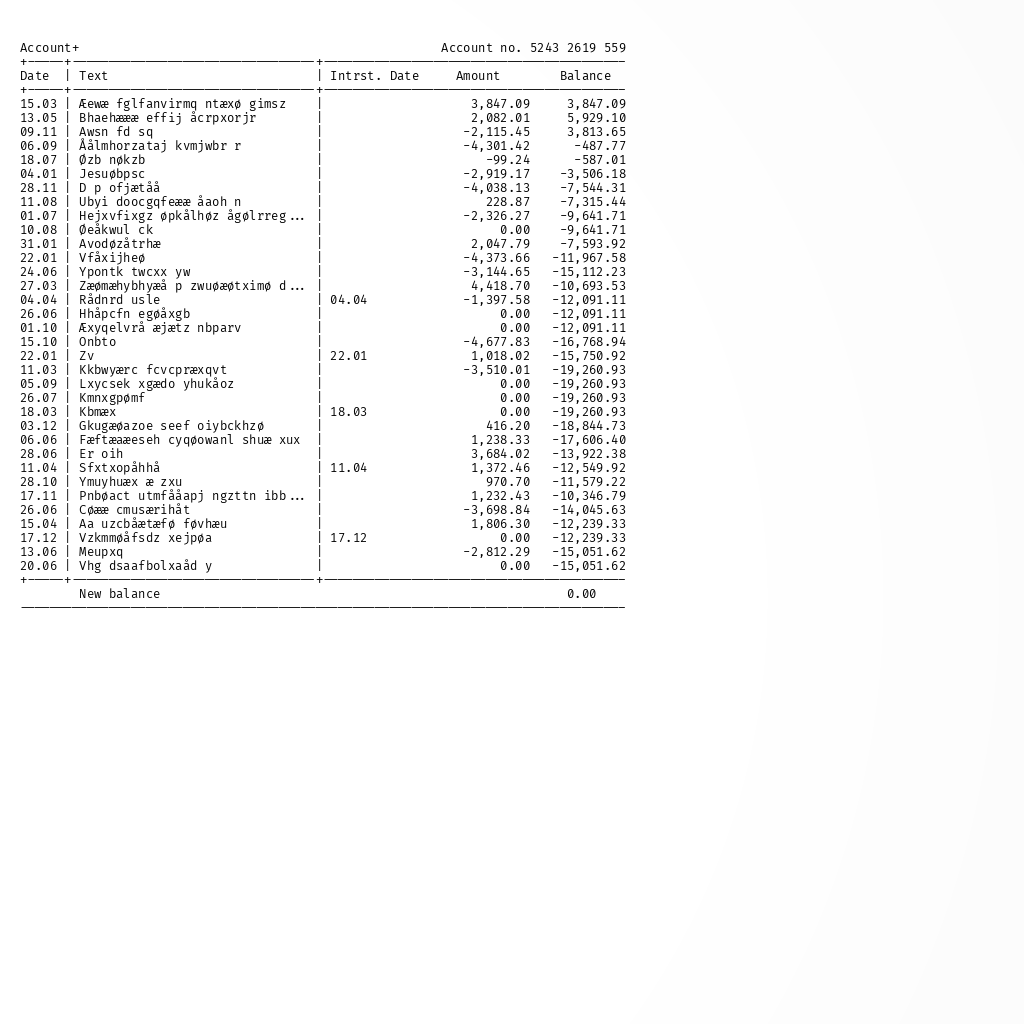 Account+ Account no. 5243 2619 559
Date | Text | Intrst. Date Amount Balance
15.03 | Æewæ fglfanvirmq ntæxø gimsz | 3,847.09 3,847.09
13.05 | Bhaehæææ effij åcrpxorjr | 2,082.01 5,929.10
09.11 | Awsn fd sq | -2,115.45 3,813.65
06.09 | Åålmhorzataj kvmjwbr r | -4,301.42 -487.77
18.07 | Øzb nøkzb | -99.24 -587.01
04.01 | Jesuøbpsc | -2,919.17 -3,506.18
28.11 | D p ofjætåå | -4,038.13 -7,544.31
11.08 | Ubyi doocgqfeææ åaoh n | 228.87 -7,315.44
01.07 | Hejxvfixgz øpkålhøz ågølrreg... | -2,326.27 -9,641.71
10.08 | Øeåkwul ck | 0.00 -9,641.71
31.01 | Avodøzåtrhæ | 2,047.79 -7,593.92
22.01 | Vfåxijheø | -4,373.66 -11,967.58
24.06 | Ypontk twcxx yw | -3,144.65 -15,112.23
27.03 | Zæømæhybhyæå p zwuøæøtximø d... | 4,418.70 -10,693.53
04.04 | Rådnrd usle | 04.04 -1,397.58 -12,091.11
26.06 | Hhåpcfn egøåxgb | 0.00 -12,091.11
01.10 | Æxyqelvrå æjætz nbparv | 0.00 -12,091.11
15.10 | Onbto | -4,677.83 -16,768.94
22.01 | Zv | 22.01 1,018.02 -15,750.92
11.03 | Kkbwyærc fcvcpræxqvt | -3,510.01 -19,260.93
05.09 | Lxycsek xgædo yhukåoz | 0.00 -19,260.93
26.07 | Kmnxgpømf | 0.00 -19,260.93
18.03 | Kbmæx | 18.03 0.00 -19,260.93
03.12 | Gkugæøazoe seef oiybckhzø | 416.20 -18,844.73
06.06 | Fæftæaæeseh cyqøowanl shuæ xux | 1,238.33 -17,606.40
28.06 | Er oih | 3,684.02 -13,922.38
11.04 | Sfxtxopåhhå | 11.04 1,372.46 -12,549.92
28.10 | Ymuyhuæx æ zxu | 970.70 -11,579.22
17.11 | Pnbøact utmfååapj ngzttn ibb... | 1,232.43 -10,346.79
26.06 | Cøææ cmusærihåt | -3,698.84 -14,045.63
15.04 | Aa uzcbåætæfø føvhæu | 1,806.30 -12,239.33
17.12 | Vzkmmøåfsdz xejpøa | 17.12 0.00 -12,239.33
13.06 | Meupxq | -2,812.29 -15,051.62
20.06 | Vhg dsaafbolxaåd y | 0.00 -15,051.62
New balance 0.00